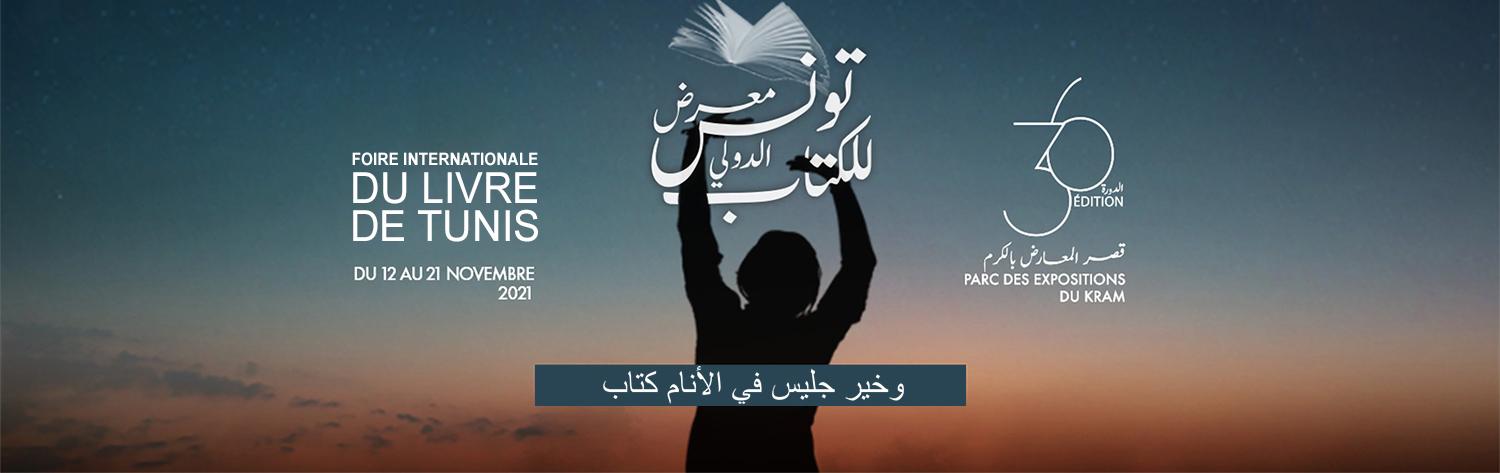 معرض
تونس
الدولي
للكتاب
FOIRE INTERNATIONALE
DU LIVRE
DE TUNIS
DU 12 AU 21 NOVEMBRE
2021
36
الدورة
ÉDITION
قصر المعارض بالكرم
PARC DES EXPOSITIONS
DU KRAM
وخير جليس في الأنام كتاب